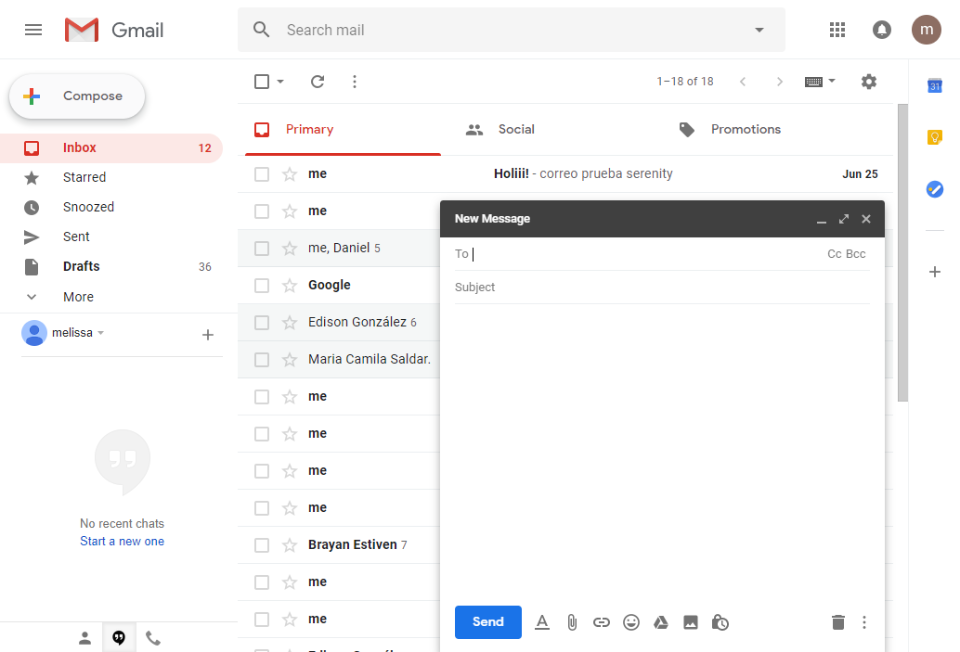 Gmail
Search mail
m
Compose
1–18 of 18
31
Primary
Social
Promotions
Inbox 12
Starred
Snoozed
Sent
Drafts 36
More
melissa
No recent chats
Start a new one
me Holiii! - correo prueba serenity Jun 25
me
me, Daniel 5
Google
Edison González 6
Maria Camila Saldar.
me
me
me
me
Brayan Estiven 7
me
me
New Message
To Cc Bcc
Subject
Send